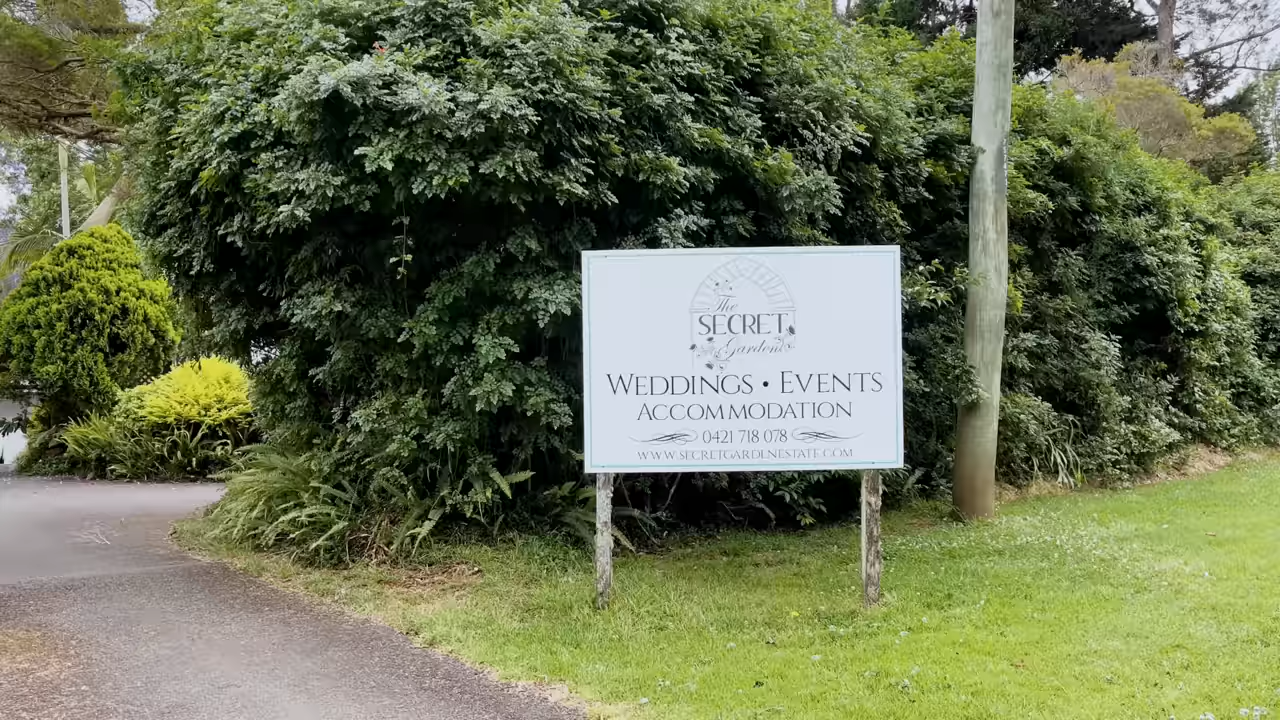 The
SECRET
Garden
WEDDINGS • EVENTS
ACCOMMODATION
0421 718 078
WWW.SECRETGARDENESTATE.COM